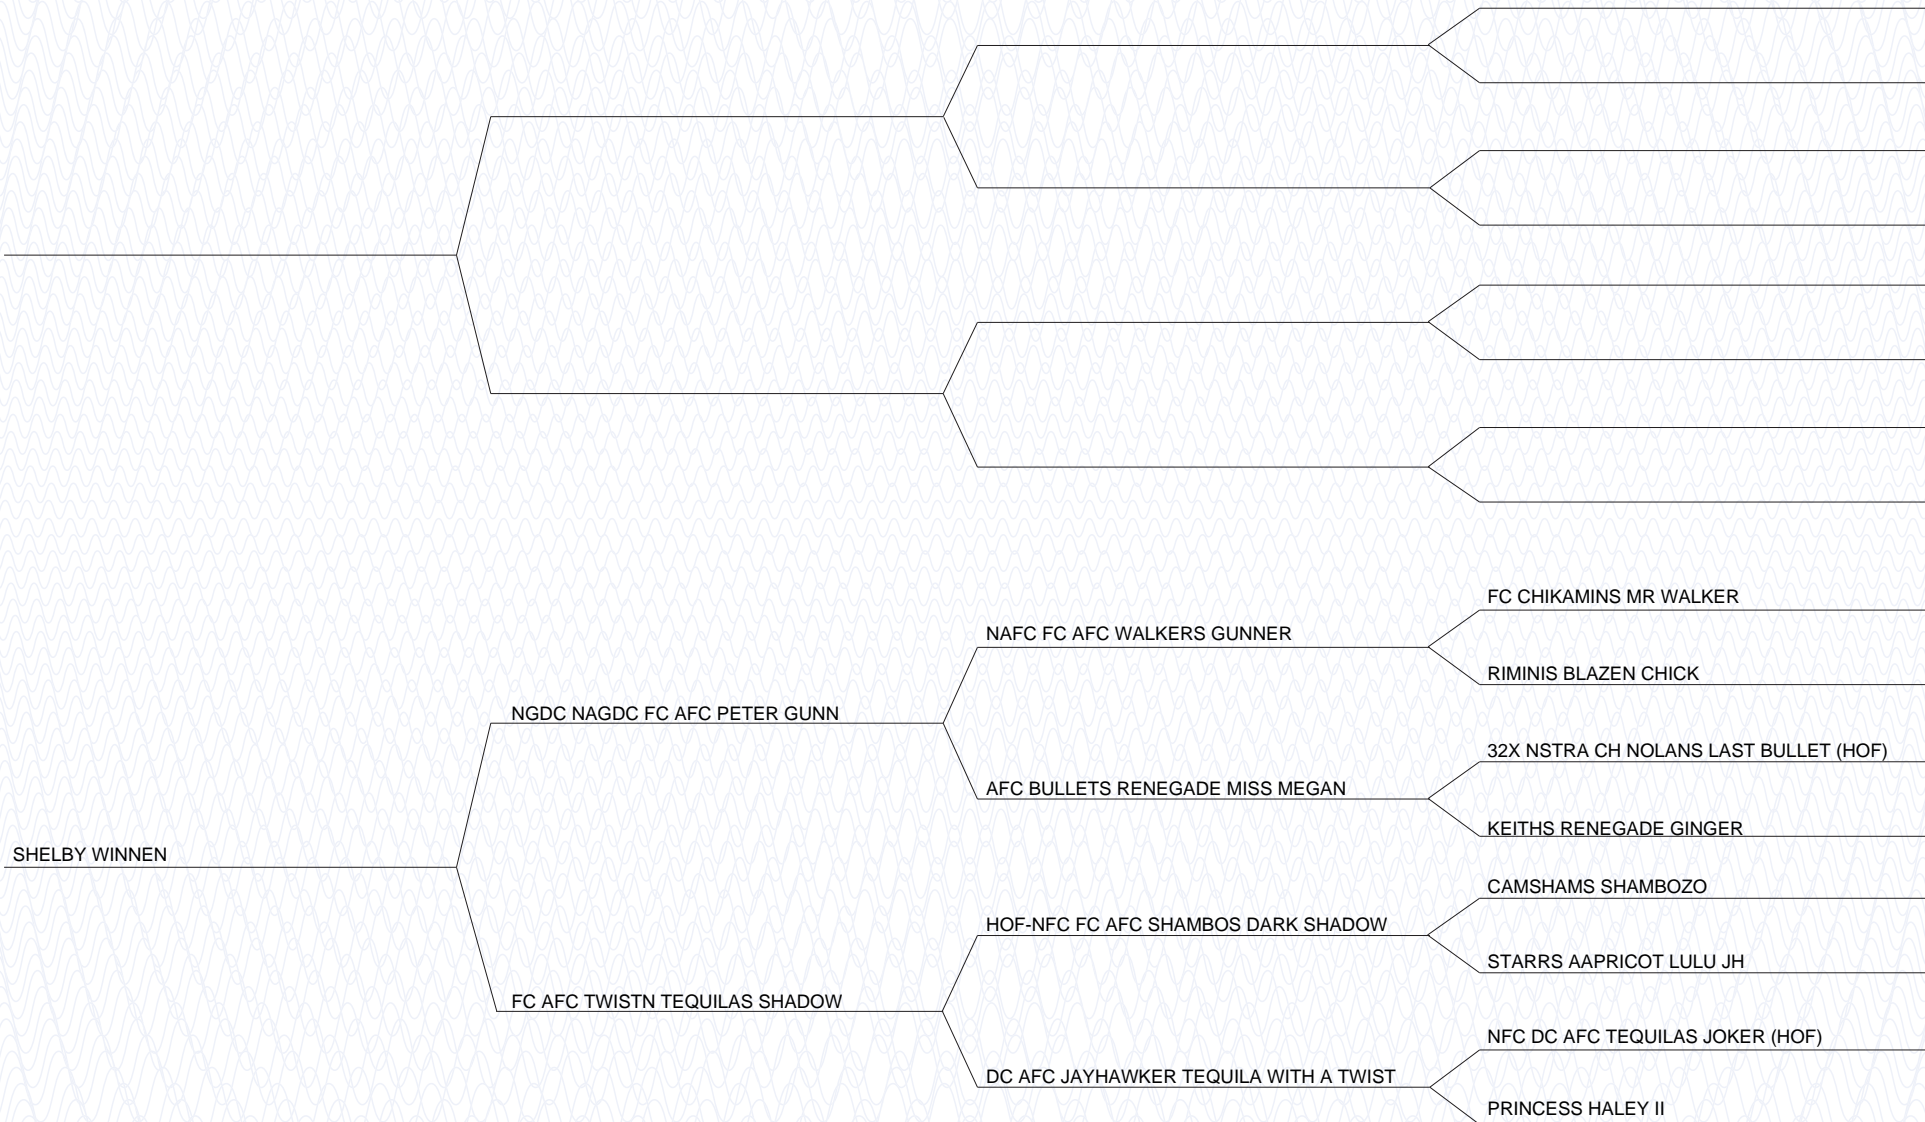 FC CHIKAMINS MR WALKER
NAFC FC AFC WALKERS GUNNER
RIMINIS BLAZEN CHICK
NGDC NAGDC FC AFC PETER GUNN
32X NSTRA CH NOLANS LAST BULLET (HOF)
AFC BULLETS RENEGADE MISS MEGAN
KEITHS RENEGADE GINGER
SHELBY WINNEN
CAMSHAMS SHAMBOZO
HOF-NFC FC AFC SHAMBOS DARK SHADOW
STARRS AAPRICOT LULU JH
FC AFC TWISTN TEQUILAS SHADOW
NFC DC AFC TEQUILAS JOKER (HOF)
DC AFC JAYHAWKER TEQUILA WITH A TWIST
PRINCESS HALEY II